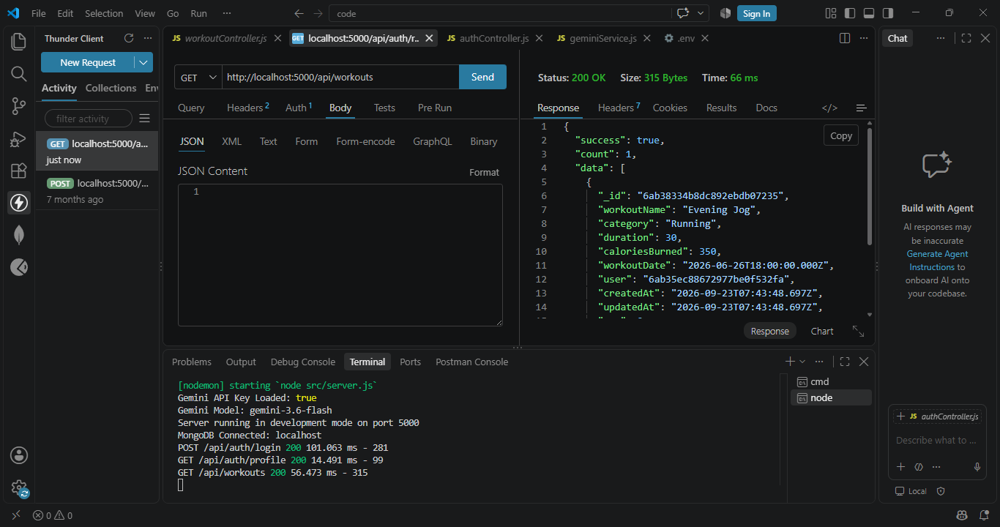 File Edit Selection View Go Run ···
code
Sign In
Thunder Client
New Request
Activity Collections En
filter activity
GET localhost:5000/a...
just now
POST localhost:5000/...
7 months ago
JS workoutController.js
GET localhost:5000/api/auth/r..
JS authController.js
JS geminiService.js
.env
GET http://localhost:5000/api/workouts Send
Query Headers 2 Auth 1 Body Tests Pre Run
JSON XML Text Form Form-encode GraphQL Binary
JSON Content Format
1
Status: 200 OK Size: 315 Bytes Time: 66 ms
Response Headers 7 Cookies Results Docs </>
Copy
1 {
2 "success": true,
3 "count": 1,
4 "data": [
5 {
6 "_id": "6ab38334b8dc892ebdb07235",
7 "workoutName": "Evening Jog",
8 "category": "Running",
9 "duration": 30,
10 "caloriesBurned": 350,
11 "workoutDate": "2026-06-26T18:00:00.000Z",
12 "user": "6ab35ec88672977be0f532fa",
13 "createdAt": "2026-09-23T07:43:48.697Z",
14 "updatedAt": "2026-09-23T07:43:48.697Z",
Response Chart
Problems Output Debug Console Terminal Ports Postman Console
[nodemon] starting `node src/server.js`
Gemini API Key Loaded: true
Gemini Model: gemini-3.6-flash
Server running in development mode on port 5000
MongoDB Connected: localhost
POST /api/auth/login 200 101.063 ms - 281
GET /api/auth/profile 200 14.491 ms - 99
GET /api/workouts 200 56.473 ms - 315
cmd
node
Chat
Build with Agent
AI responses may
be inaccurate
Generate Agent
Instructions to
onboard AI onto
your codebase.
JS authController.js
Describe what to ...
Local
0 0